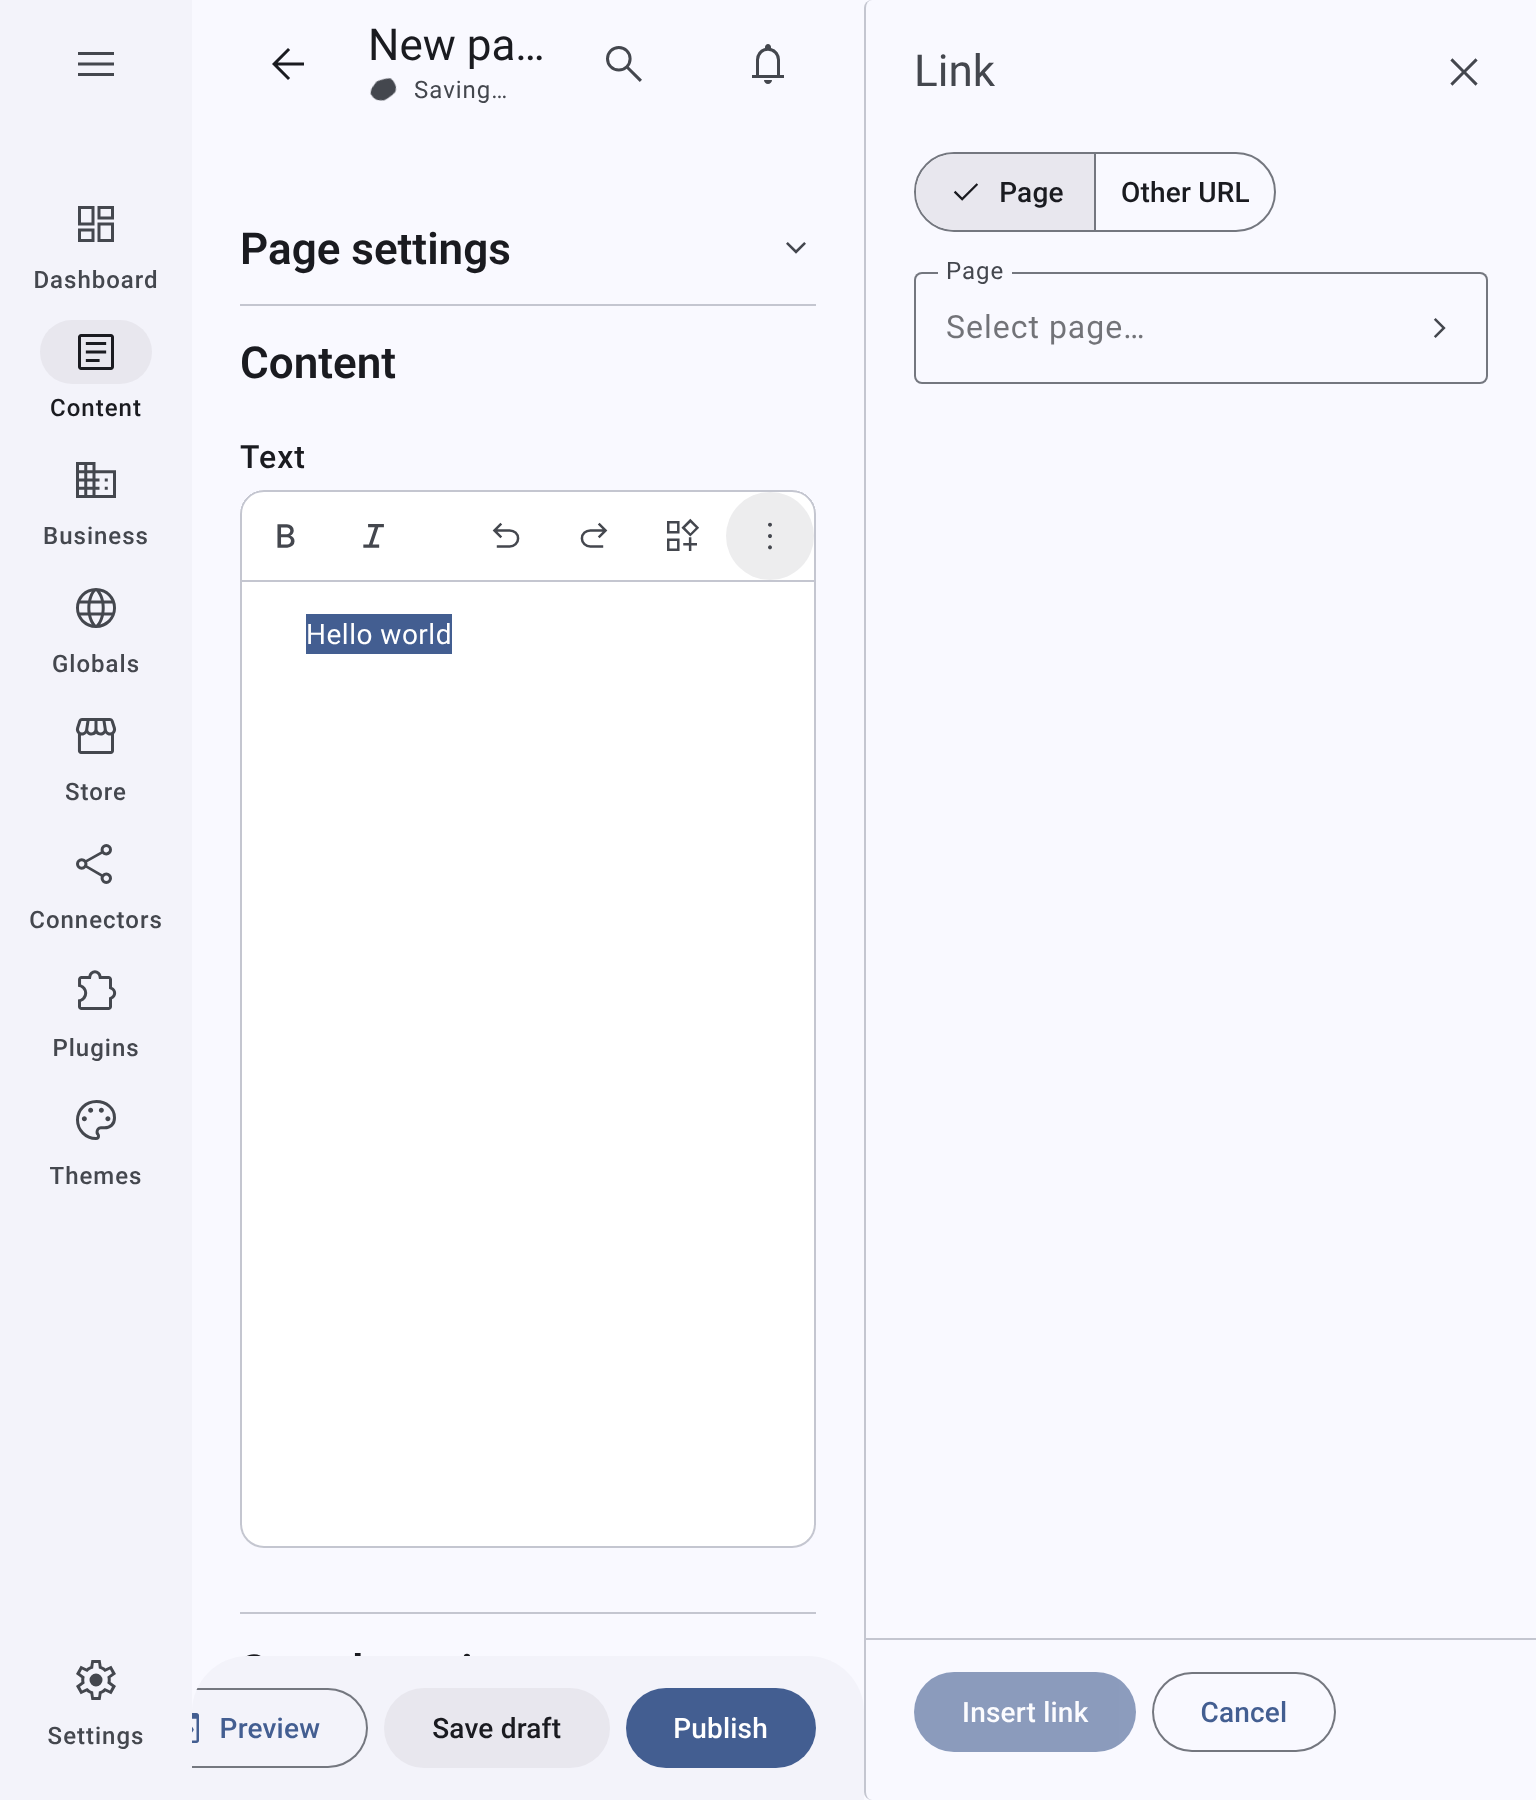 New pa…
Saving…
Dashboard
Content
Business
Globals
Store
Connectors
Plugins
Themes
Settings
Page settings
Content
Text
B I
Hello world
Preview
Save draft
Publish
Link
Page
Other URL
Page
Select page…
Insert link
Cancel